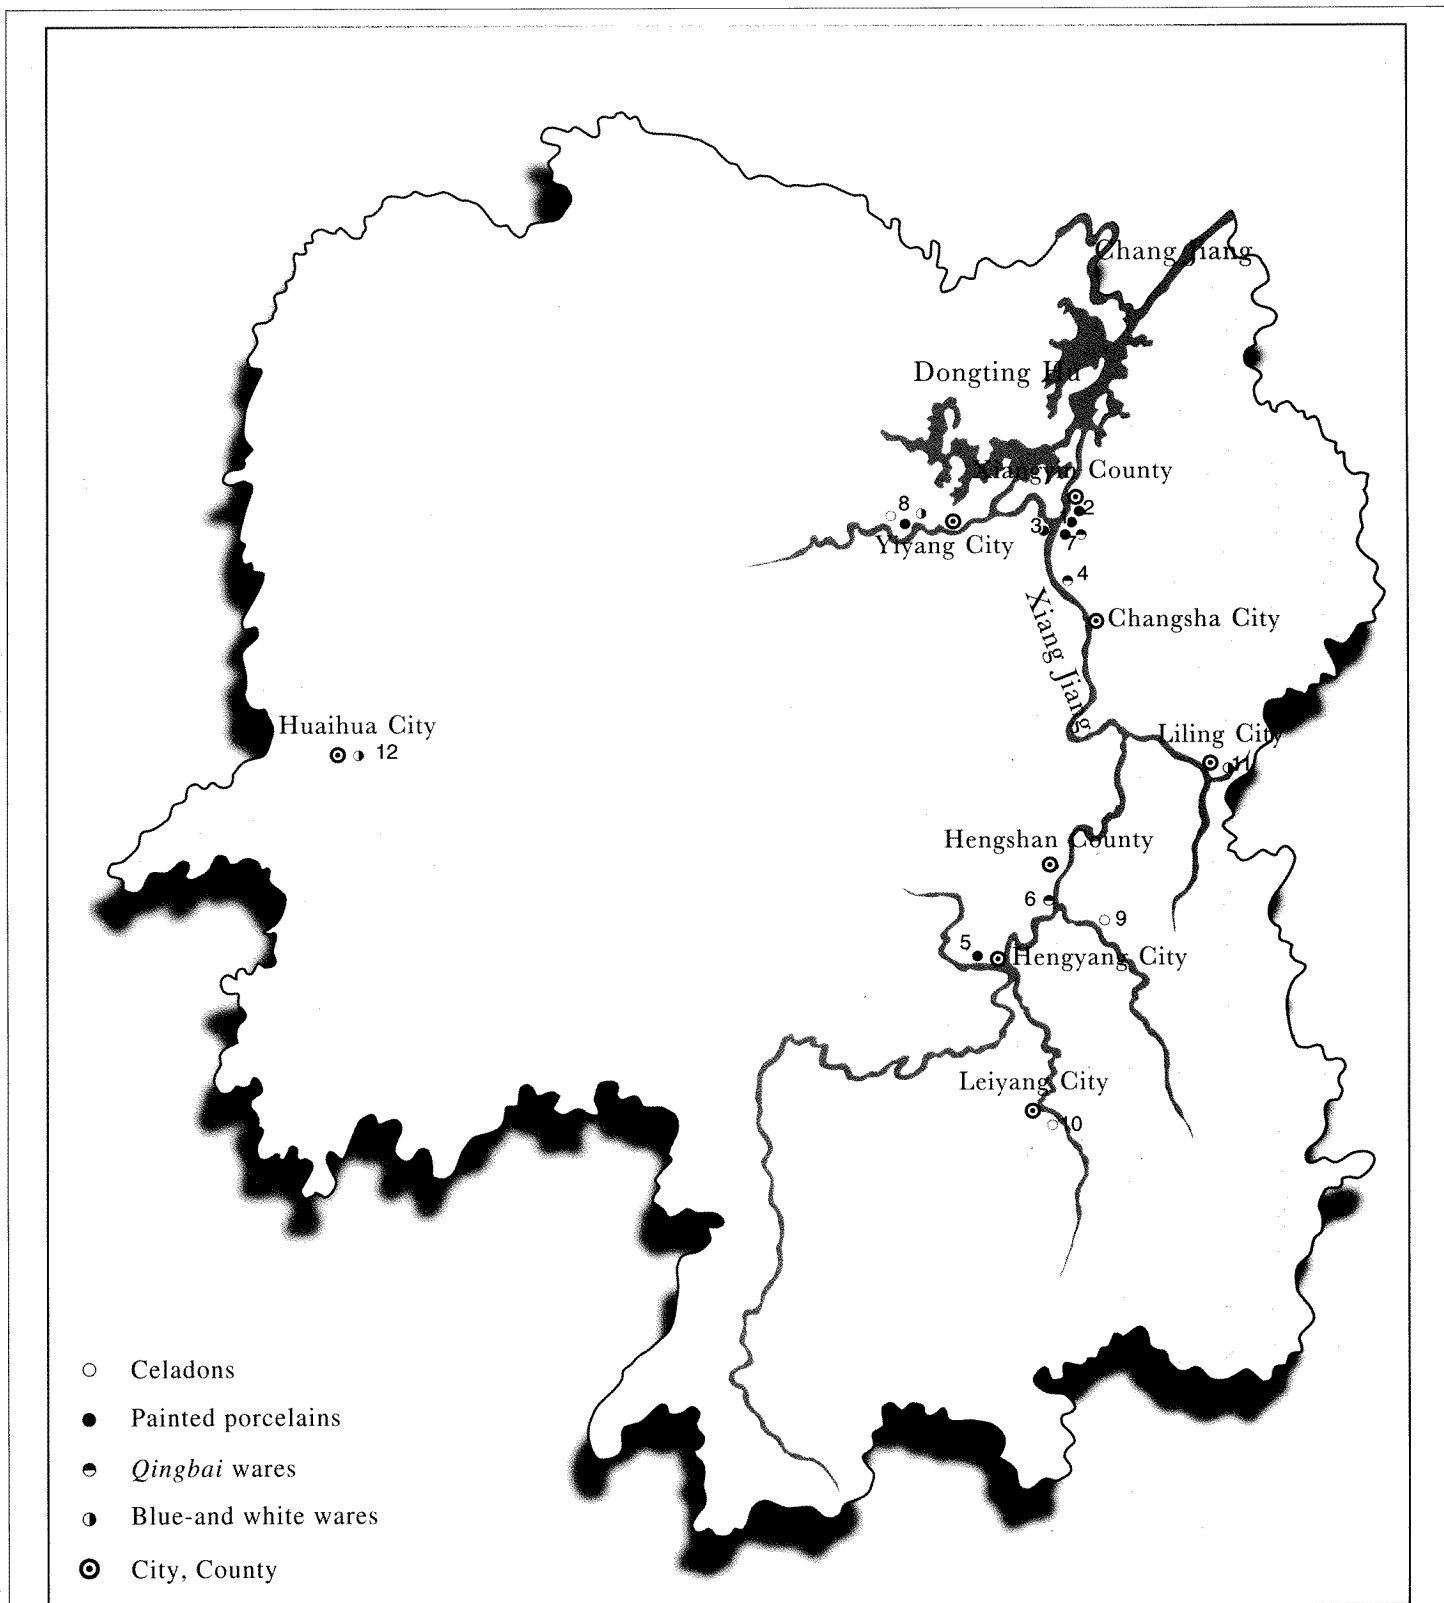 Chang Jiang
Dongting Hu
Xiangyin County
2
8
3
Yiyang City
7
4
Changsha City
Xiang Jiang
Huaihua City
12
Liling City
11
Hengshan County
6
9
5
Hengyang City
Leiyang City
10
Celadons
Painted porcelains
Qingbai wares
Blue-and white wares
City, County